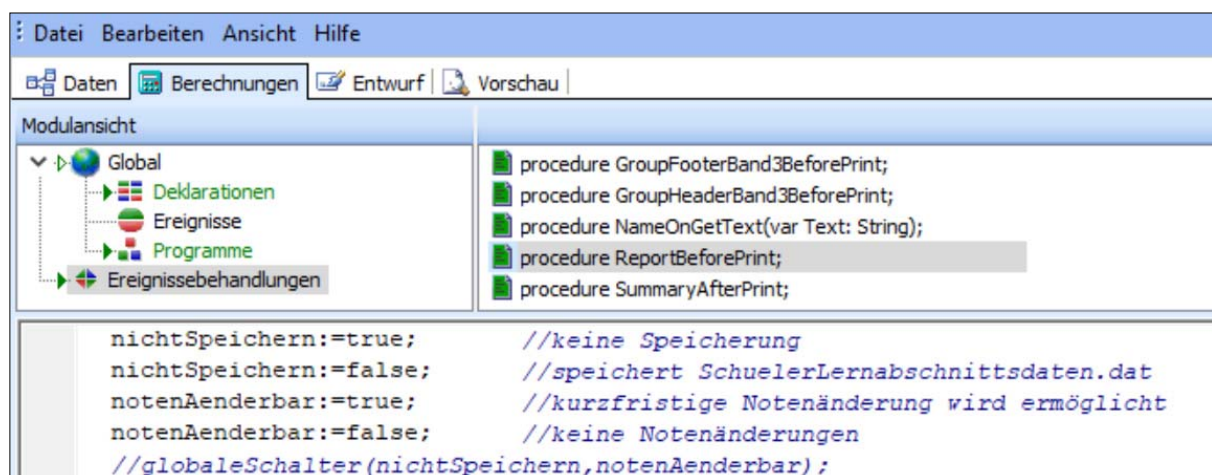 Datei Bearbeiten Ansicht Hilfe
Daten Berechnungen Entwurf Vorschau
Modulansicht
Global
Deklarationen
Ereignisse
Programme
Ereignissebehandlungen
procedure GroupFooterBand3BeforePrint;
procedure GroupHeaderBand3BeforePrint;
procedure NameOnGetText(var Text: String);
procedure ReportBeforePrint;
procedure SummaryAfterPrint;
nichtSpeichern:=true; //keine Speicherung
nichtSpeichern:=false; //speichert SchuelerLernabschnittsdaten.dat
notenAenderbar:=true; //kurzfristige Notenänderung wird ermöglicht
notenAenderbar:=false; //keine Notenänderungen
//globaleSchalter(nichtSpeichern,notenAenderbar);